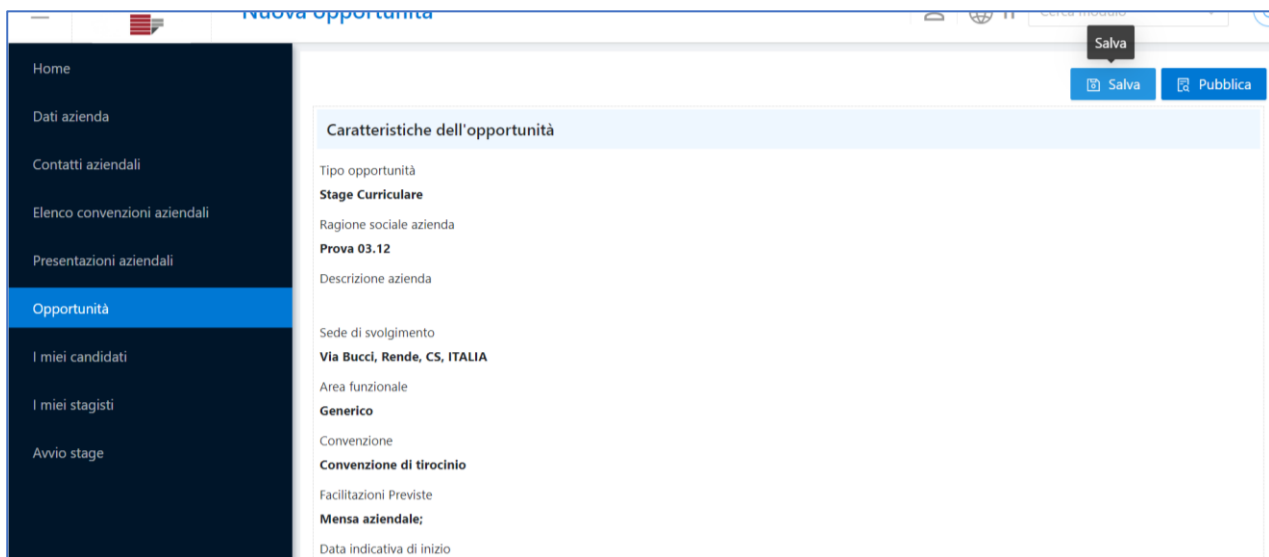 Nuova opportunità
IT
Cerca modulo
Salva
Salva
Pubblica
Home
Dati azienda
Contatti aziendali
Elenco convenzioni aziendali
Presentazioni aziendali
Opportunità
I miei candidati
I miei stagisti
Avvio stage
Caratteristiche dell'opportunità
Tipo opportunità
Stage Curriculare
Ragione sociale azienda
Prova 03.12
Descrizione azienda
Sede di svolgimento
Via Bucci, Rende, CS, ITALIA
Area funzionale
Generico
Convenzione
Convenzione di tirocinio
Facilitazioni Previste
Mensa aziendale;
Data indicativa di inizio